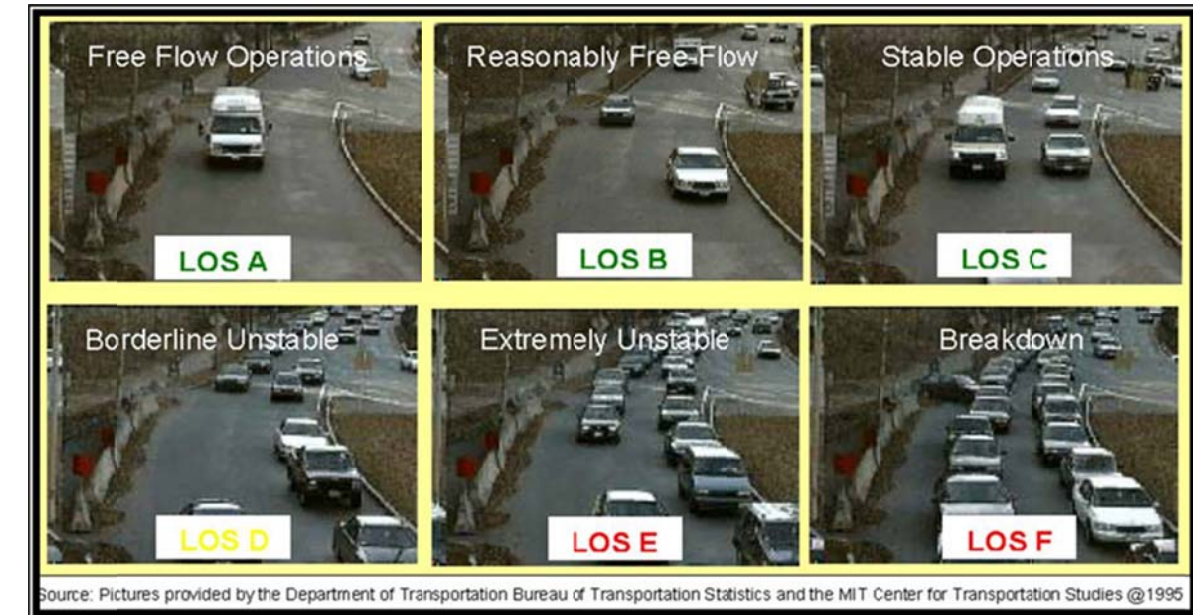 Free Flow Operations
Reasonably Free-Flow
Stable Operations
LOS A
LOS B
LOS C
Borderline Unstable
Extremely Unstable
Breakdown
LOS D
LOS E
LOS F
Source: Pictures provided by the Department of Transportation Bureau of Transportation Statistics and the MIT Center for Transportation Studies @1995